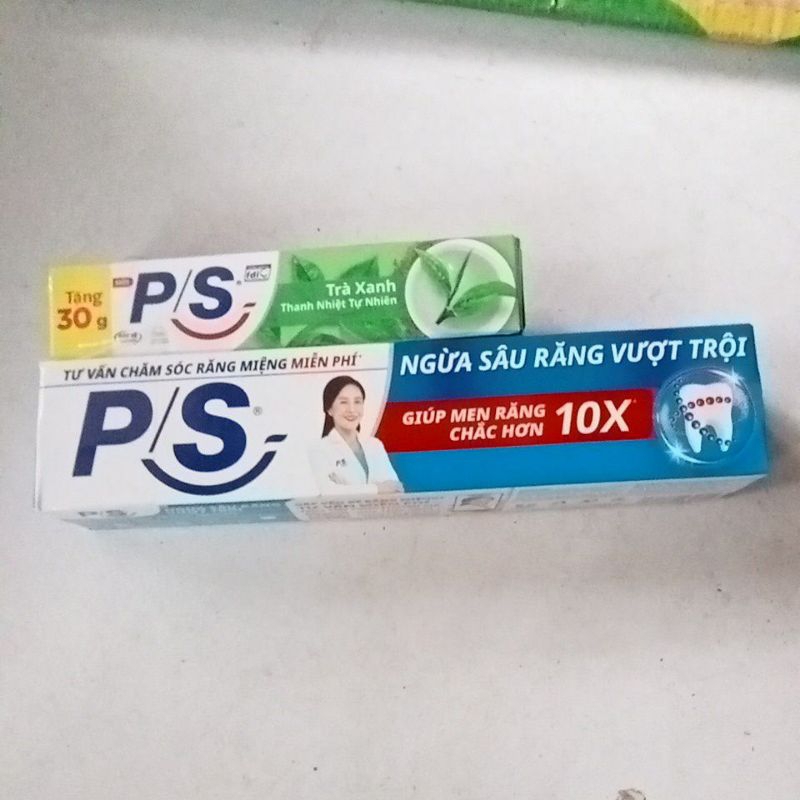 Tặng
30 g
P/S
fdi
Trà Xanh
Thanh Nhiệt Tự Nhiên
TƯ VẤN CHĂM SÓC RĂNG MIỆNG MIỄN PHÍ*
P/S®
NGỪA SÂU RĂNG VƯỢT TRỘI
GIÚP MEN RĂNG
CHẮC HƠN
10X^
P/S